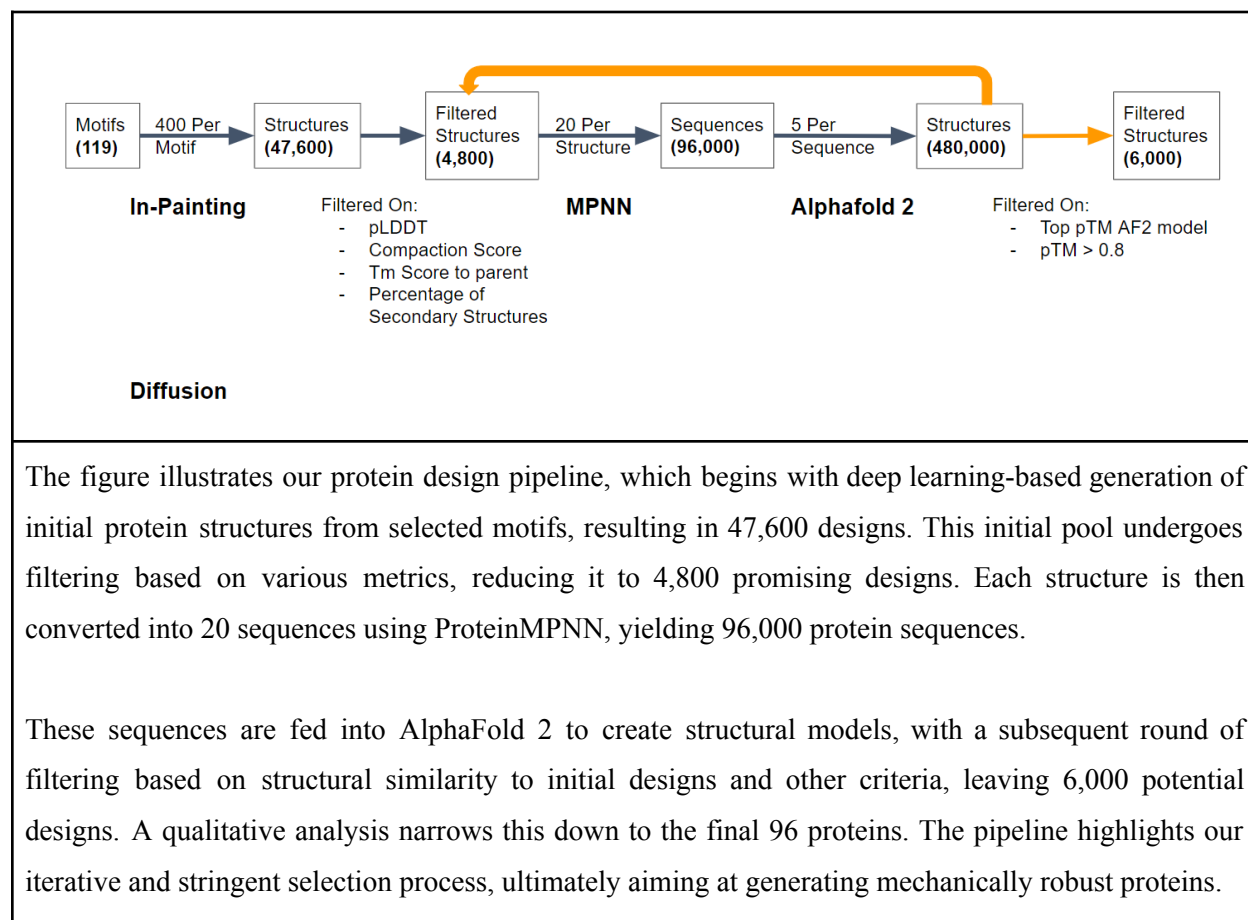 Motifs
(119)
400 Per
Motif
Structures
(47,600)
Filtered
Structures
(4,800)
20 Per
Structure
Sequences
(96,000)
5 Per
Sequence
Structures
(480,000)
Filtered
Structures
(6,000)
In-Painting
Filtered On:
- pLDDT
- Compaction Score
- Tm Score to parent
- Percentage of
Secondary Structures
MPNN
Alphafold 2
Filtered On:
- Top pTM AF2 model
- pTM > 0.8
Diffusion
The figure illustrates our protein design pipeline, which begins with deep learning-based generation of
initial protein structures from selected motifs, resulting in 47,600 designs. This initial pool undergoes
filtering based on various metrics, reducing it to 4,800 promising designs. Each structure is then
converted into 20 sequences using ProteinMPNN, yielding 96,000 protein sequences.
These sequences are fed into AlphaFold 2 to create structural models, with a subsequent round of
filtering based on structural similarity to initial designs and other criteria, leaving 6,000 potential
designs. A qualitative analysis narrows this down to the final 96 proteins. The pipeline highlights our
iterative and stringent selection process, ultimately aiming at generating mechanically robust proteins.